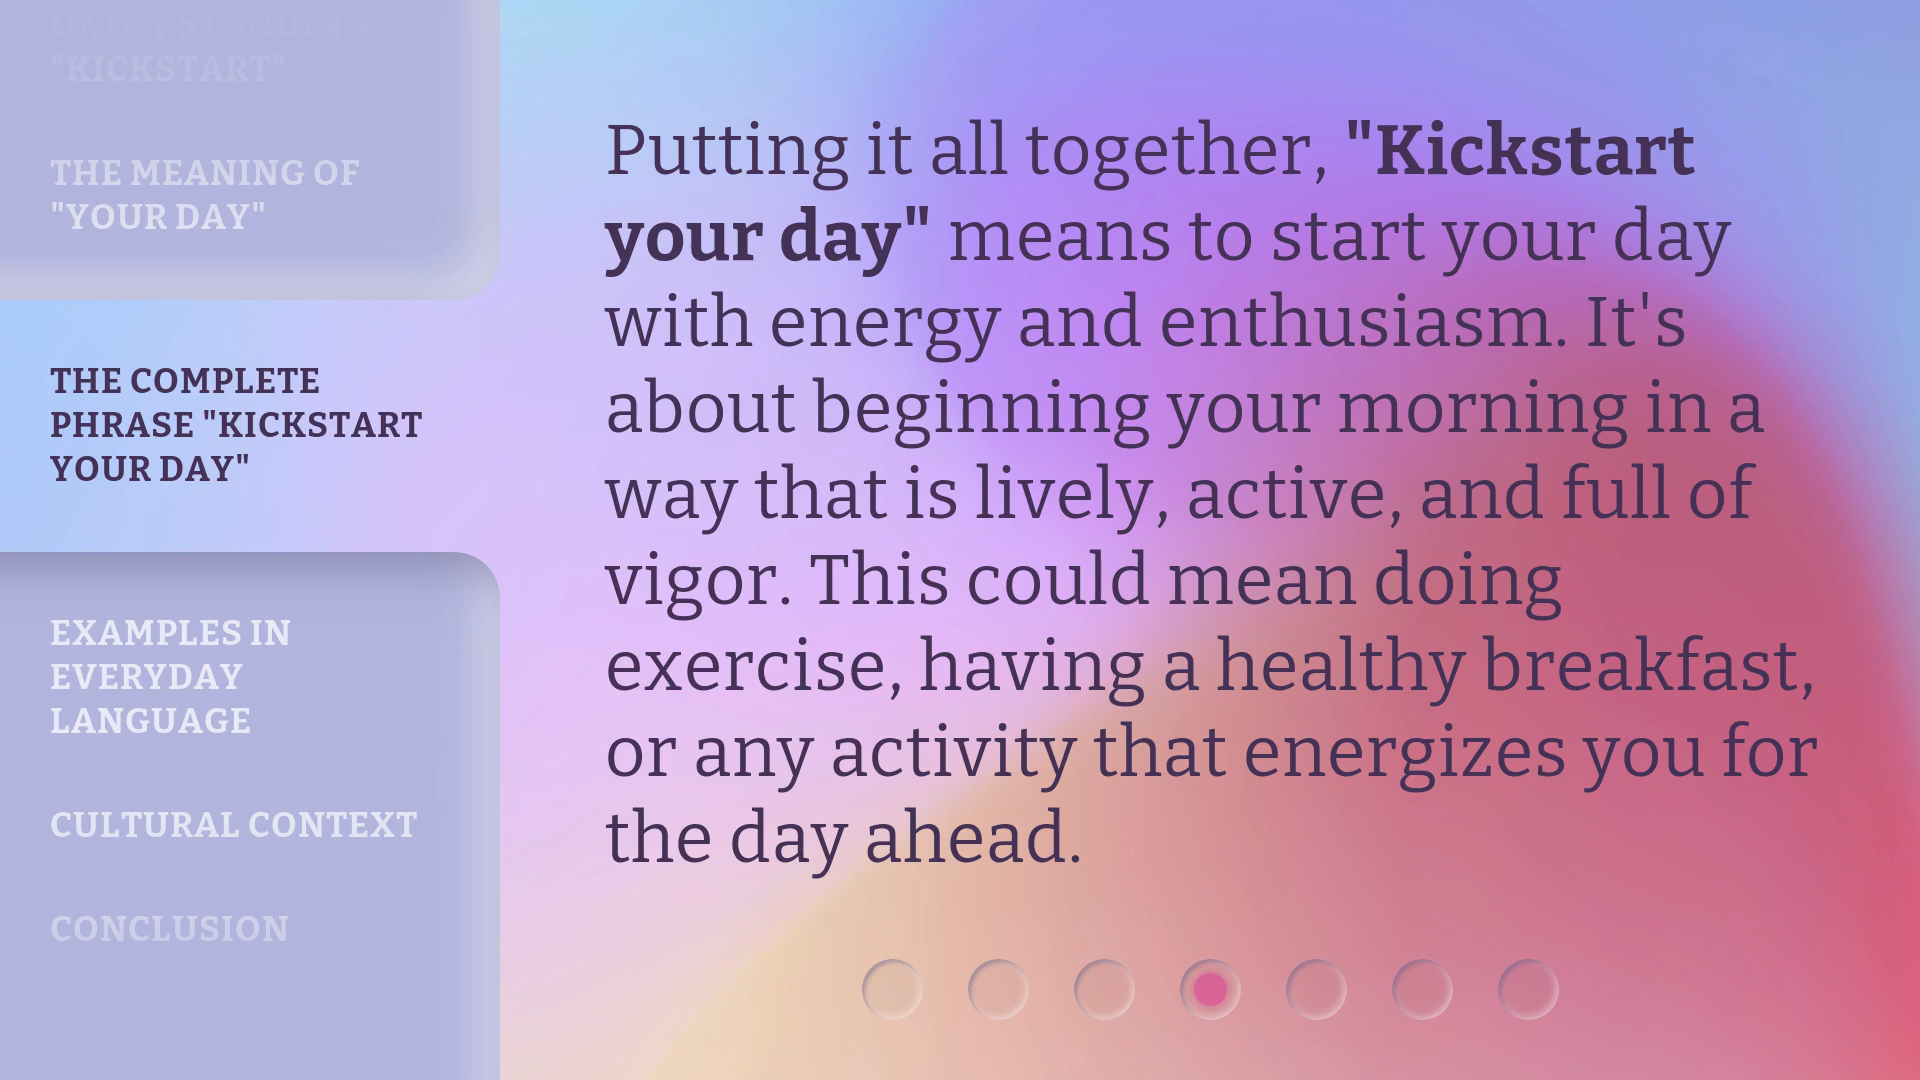 UNDERSTANDING
"KICKSTART"
THE MEANING OF
"YOUR DAY"
THE COMPLETE
PHRASE "KICKSTART
YOUR DAY"
EXAMPLES IN
EVERYDAY
LANGUAGE
CULTURAL CONTEXT
CONCLUSION
Putting it all together, "Kickstart
your day" means to start your day
with energy and enthusiasm. It's
about beginning your morning in a
way that is lively, active, and full of
vigor. This could mean doing
exercise, having a healthy breakfast,
or any activity that energizes you for
the day ahead.